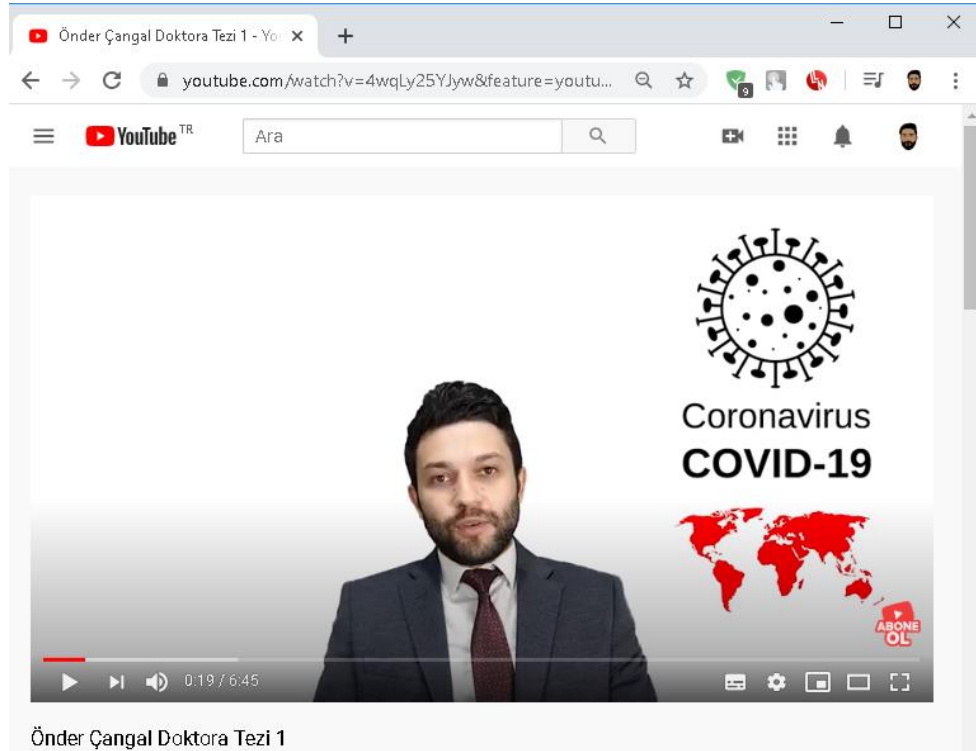 Önder Çangal Doktora Tezi 1 - Yo
youtube.com/watch?v=4wqLy25YJyw&feature=youtu...
9
YouTube TR
Ara
Coronavirus
COVID-19
ABONE
OL
0:19 / 6:45
Önder Çangal Doktora Tezi 1